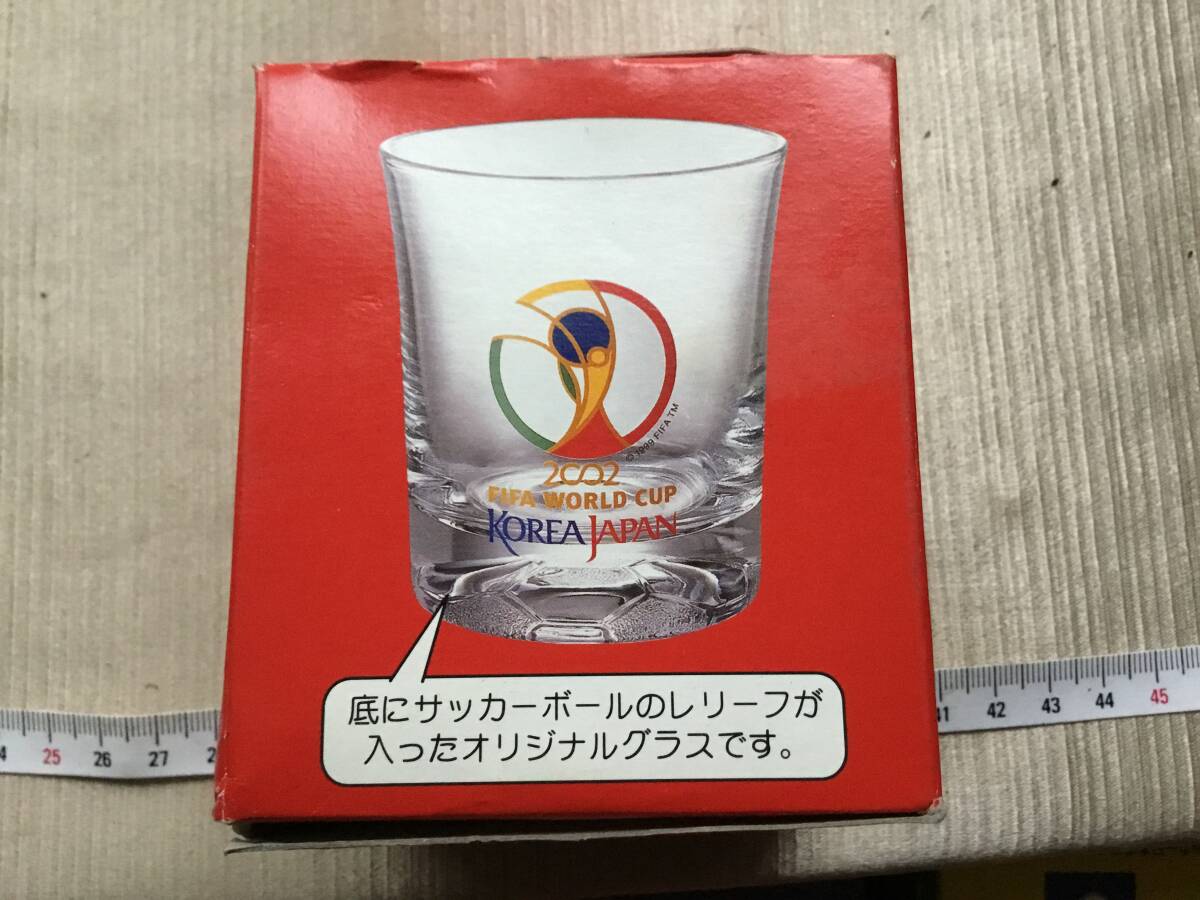 © 1999 FIFA TM
2002
FIFA WORLD CUP
KOREA JAPAN
底にサッカーボールのレリーフが
入ったオリジナルグラスです。
25 26 27 42 43 44 45